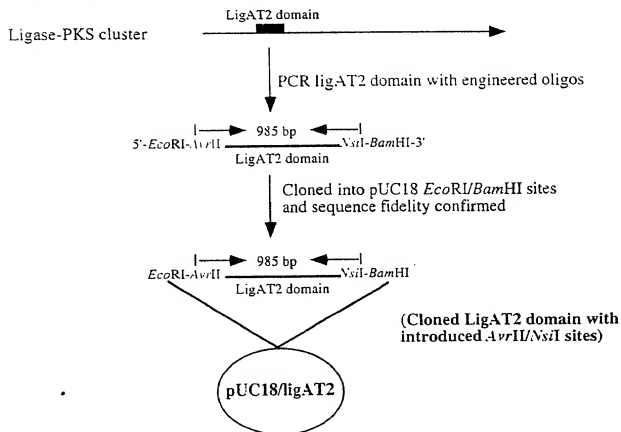 LigAT2 domain
Ligase-PKS cluster
PCR ligAT2 domain with engineered oligos
985 bp
5'-EcoRI-AvrII
NsiI-BamHI-3'
LigAT2 domain
Cloned into pUC18 EcoRI/BamHI sites
and sequence fidelity confirmed
985 bp
EcoRI-AvrII
NsiI-BamHI
LigAT2 domain
(Cloned LigAT2 domain with
introduced AvrII/NsiI sites)
pUC18/ligAT2